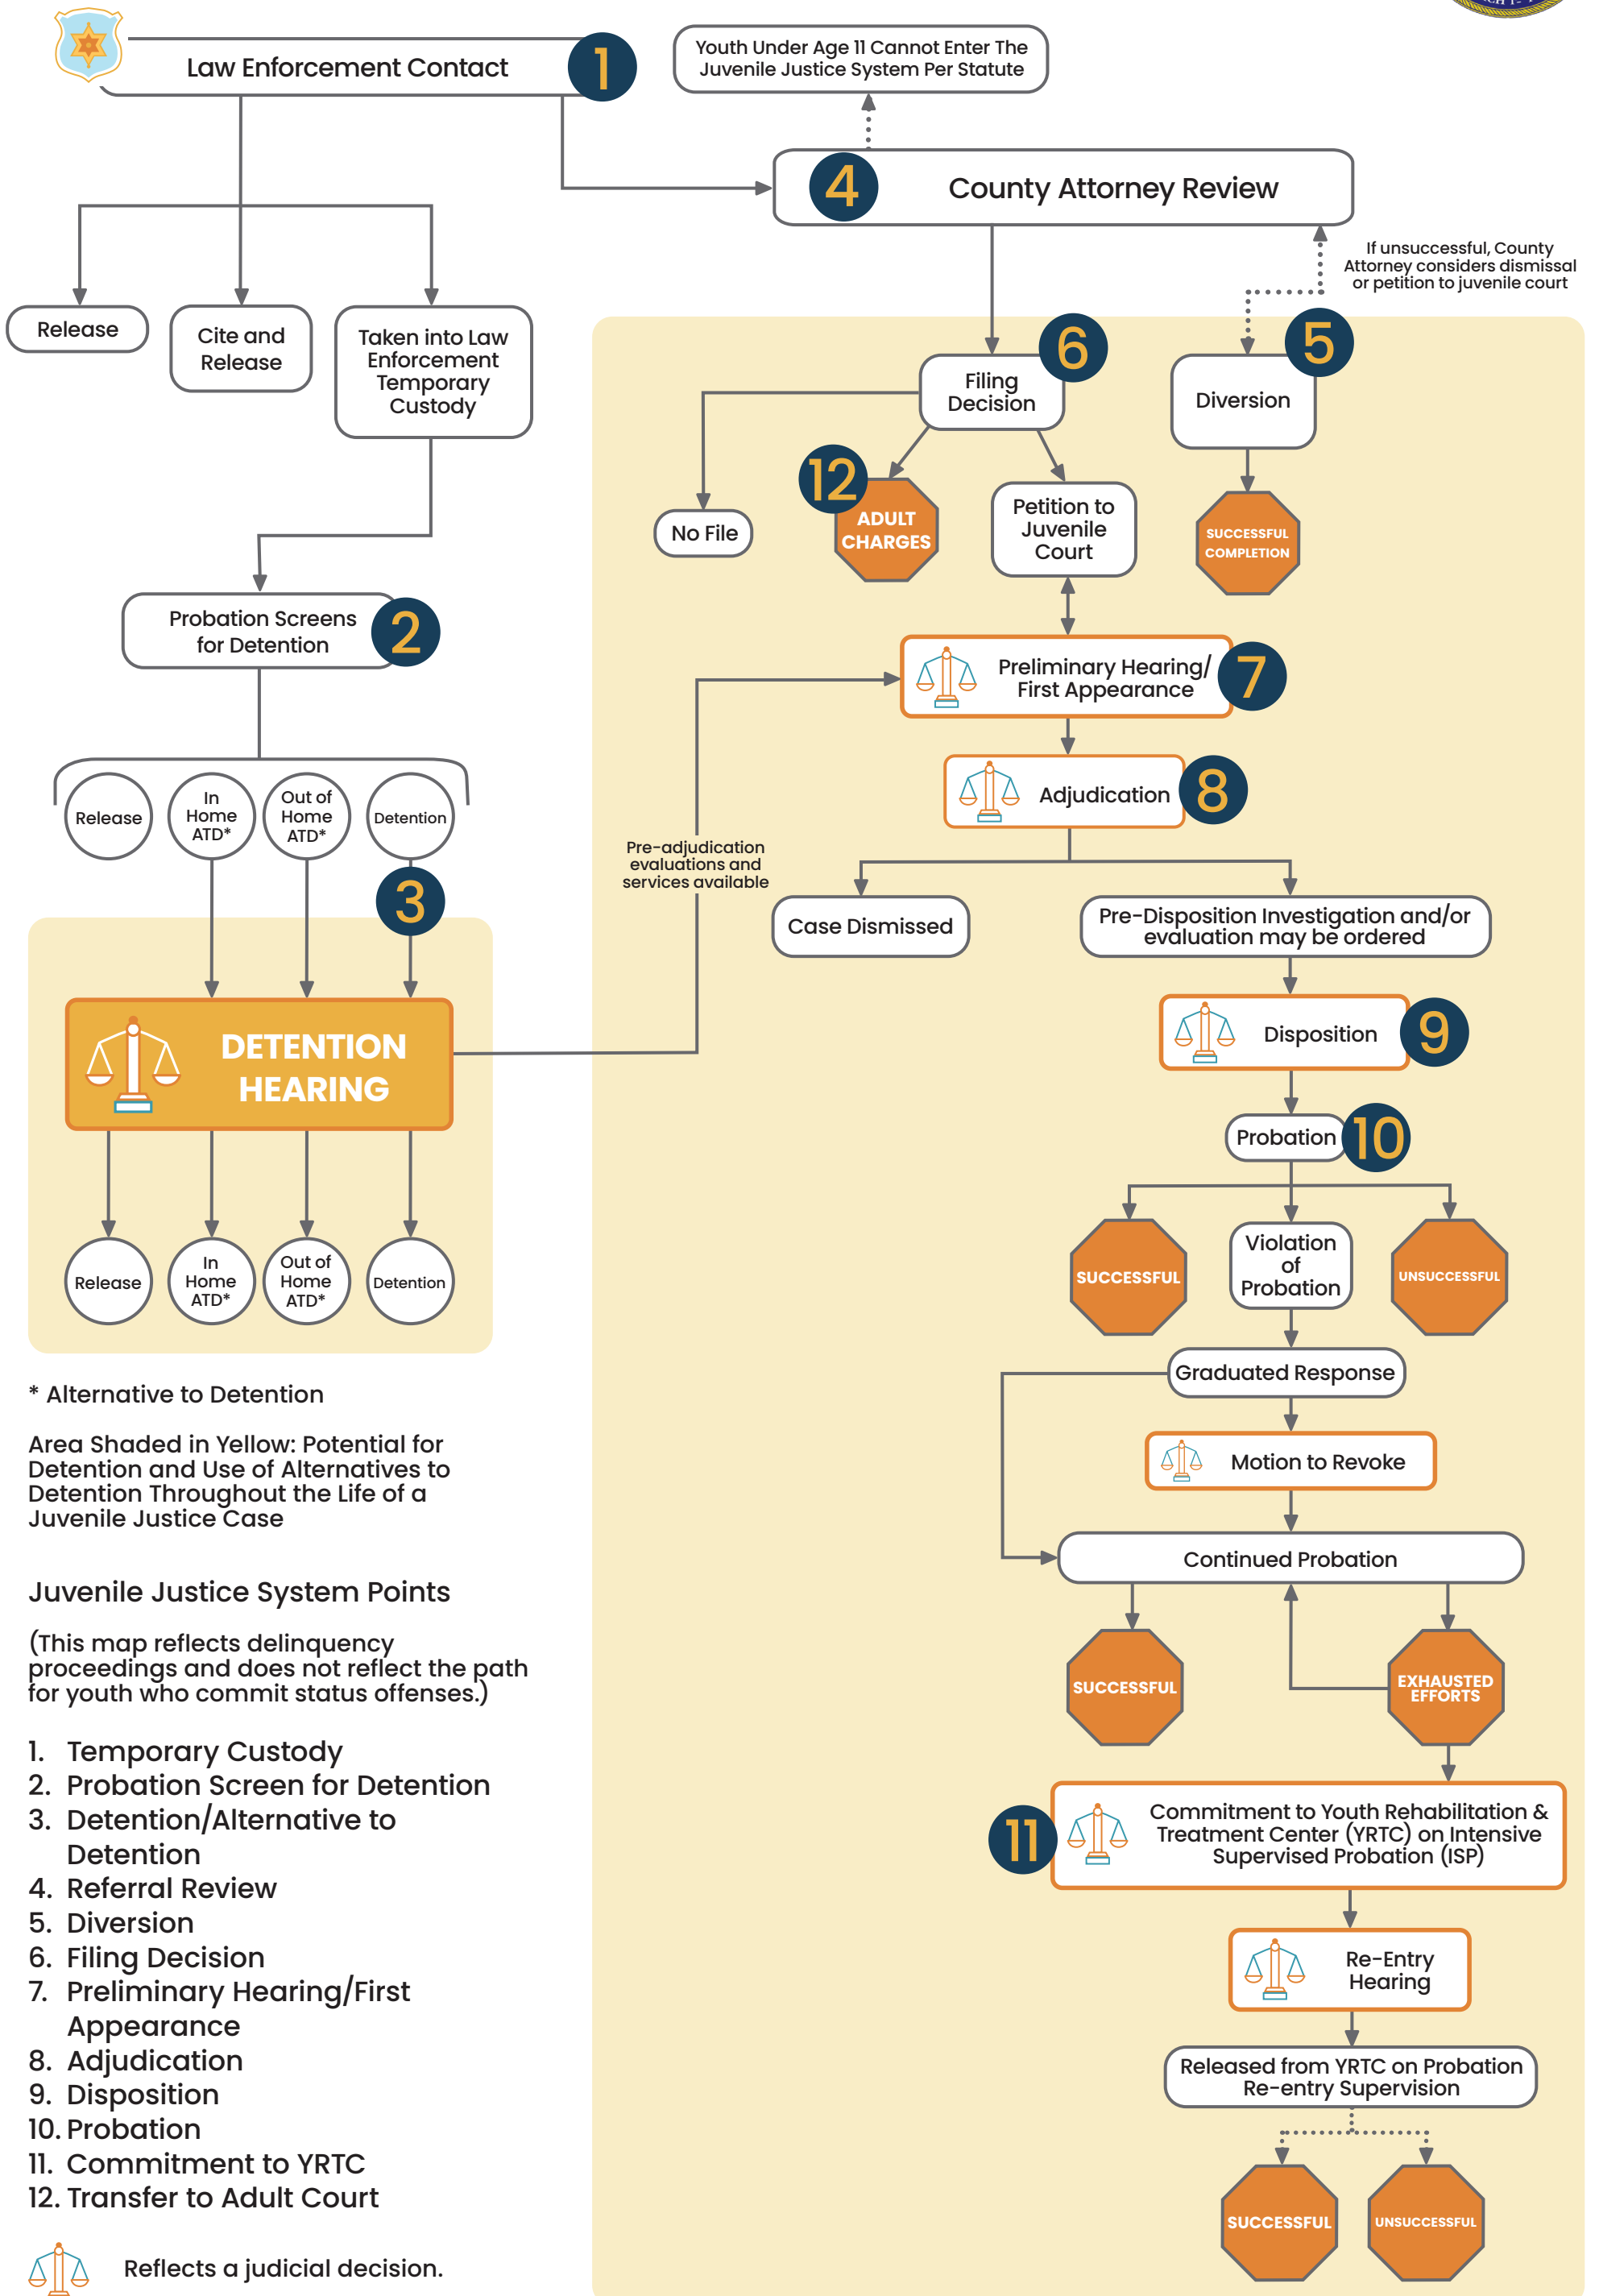 Law Enforcement Contact
1
Youth Under Age 11 Cannot Enter The
Juvenile Justice System Per Statute
4
County Attorney Review
If unsuccessful, County
Attorney considers dismissal
or petition to juvenile court
Release
Cite and
Release
Taken into Law
Enforcement
Temporary
Custody
6
Filing
Decision
5
Diversion
No File
12
ADULT
CHARGES
Petition to
Juvenile
Court
SUCCESSFUL
COMPLETION
Probation Screens
for Detention
2
Preliminary Hearing/
First Appearance
7
Adjudication
8
Release
In
Home
ATD*
Out of
Home
ATD*
Detention
3
Pre-adjudication
evaluations and
services available
Case Dismissed
Pre-Disposition Investigation and/or
evaluation may be ordered
DETENTION
HEARING
Disposition
9
Probation
10
Release
In
Home
ATD*
Out of
Home
ATD*
Detention
SUCCESSFUL
Violation
of
Probation
UNSUCCESSFUL
Graduated Response
Motion to Revoke
Continued Probation
SUCCESSFUL
EXHAUSTED
EFFORTS
11
Commitment to Youth Rehabilitation &
Treatment Center (YRTC) on Intensive
Supervised Probation (ISP)
Re-Entry
Hearing
Released from YRTC on Probation
Re-entry Supervision
SUCCESSFUL
UNSUCCESSFUL
* Alternative to Detention
Area Shaded in Yellow: Potential for
Detention and Use of Alternatives to
Detention Throughout the Life of a
Juvenile Justice Case
Juvenile Justice System Points
(This map reflects delinquency
proceedings and does not reflect the path
for youth who commit status offenses.)
1. Temporary Custody
2. Probation Screen for Detention
3. Detention/Alternative to
Detention
4. Referral Review
5. Diversion
6. Filing Decision
7. Preliminary Hearing/First
Appearance
8. Adjudication
9. Disposition
10. Probation
11. Commitment to YRTC
12. Transfer to Adult Court
Reflects a judicial decision.